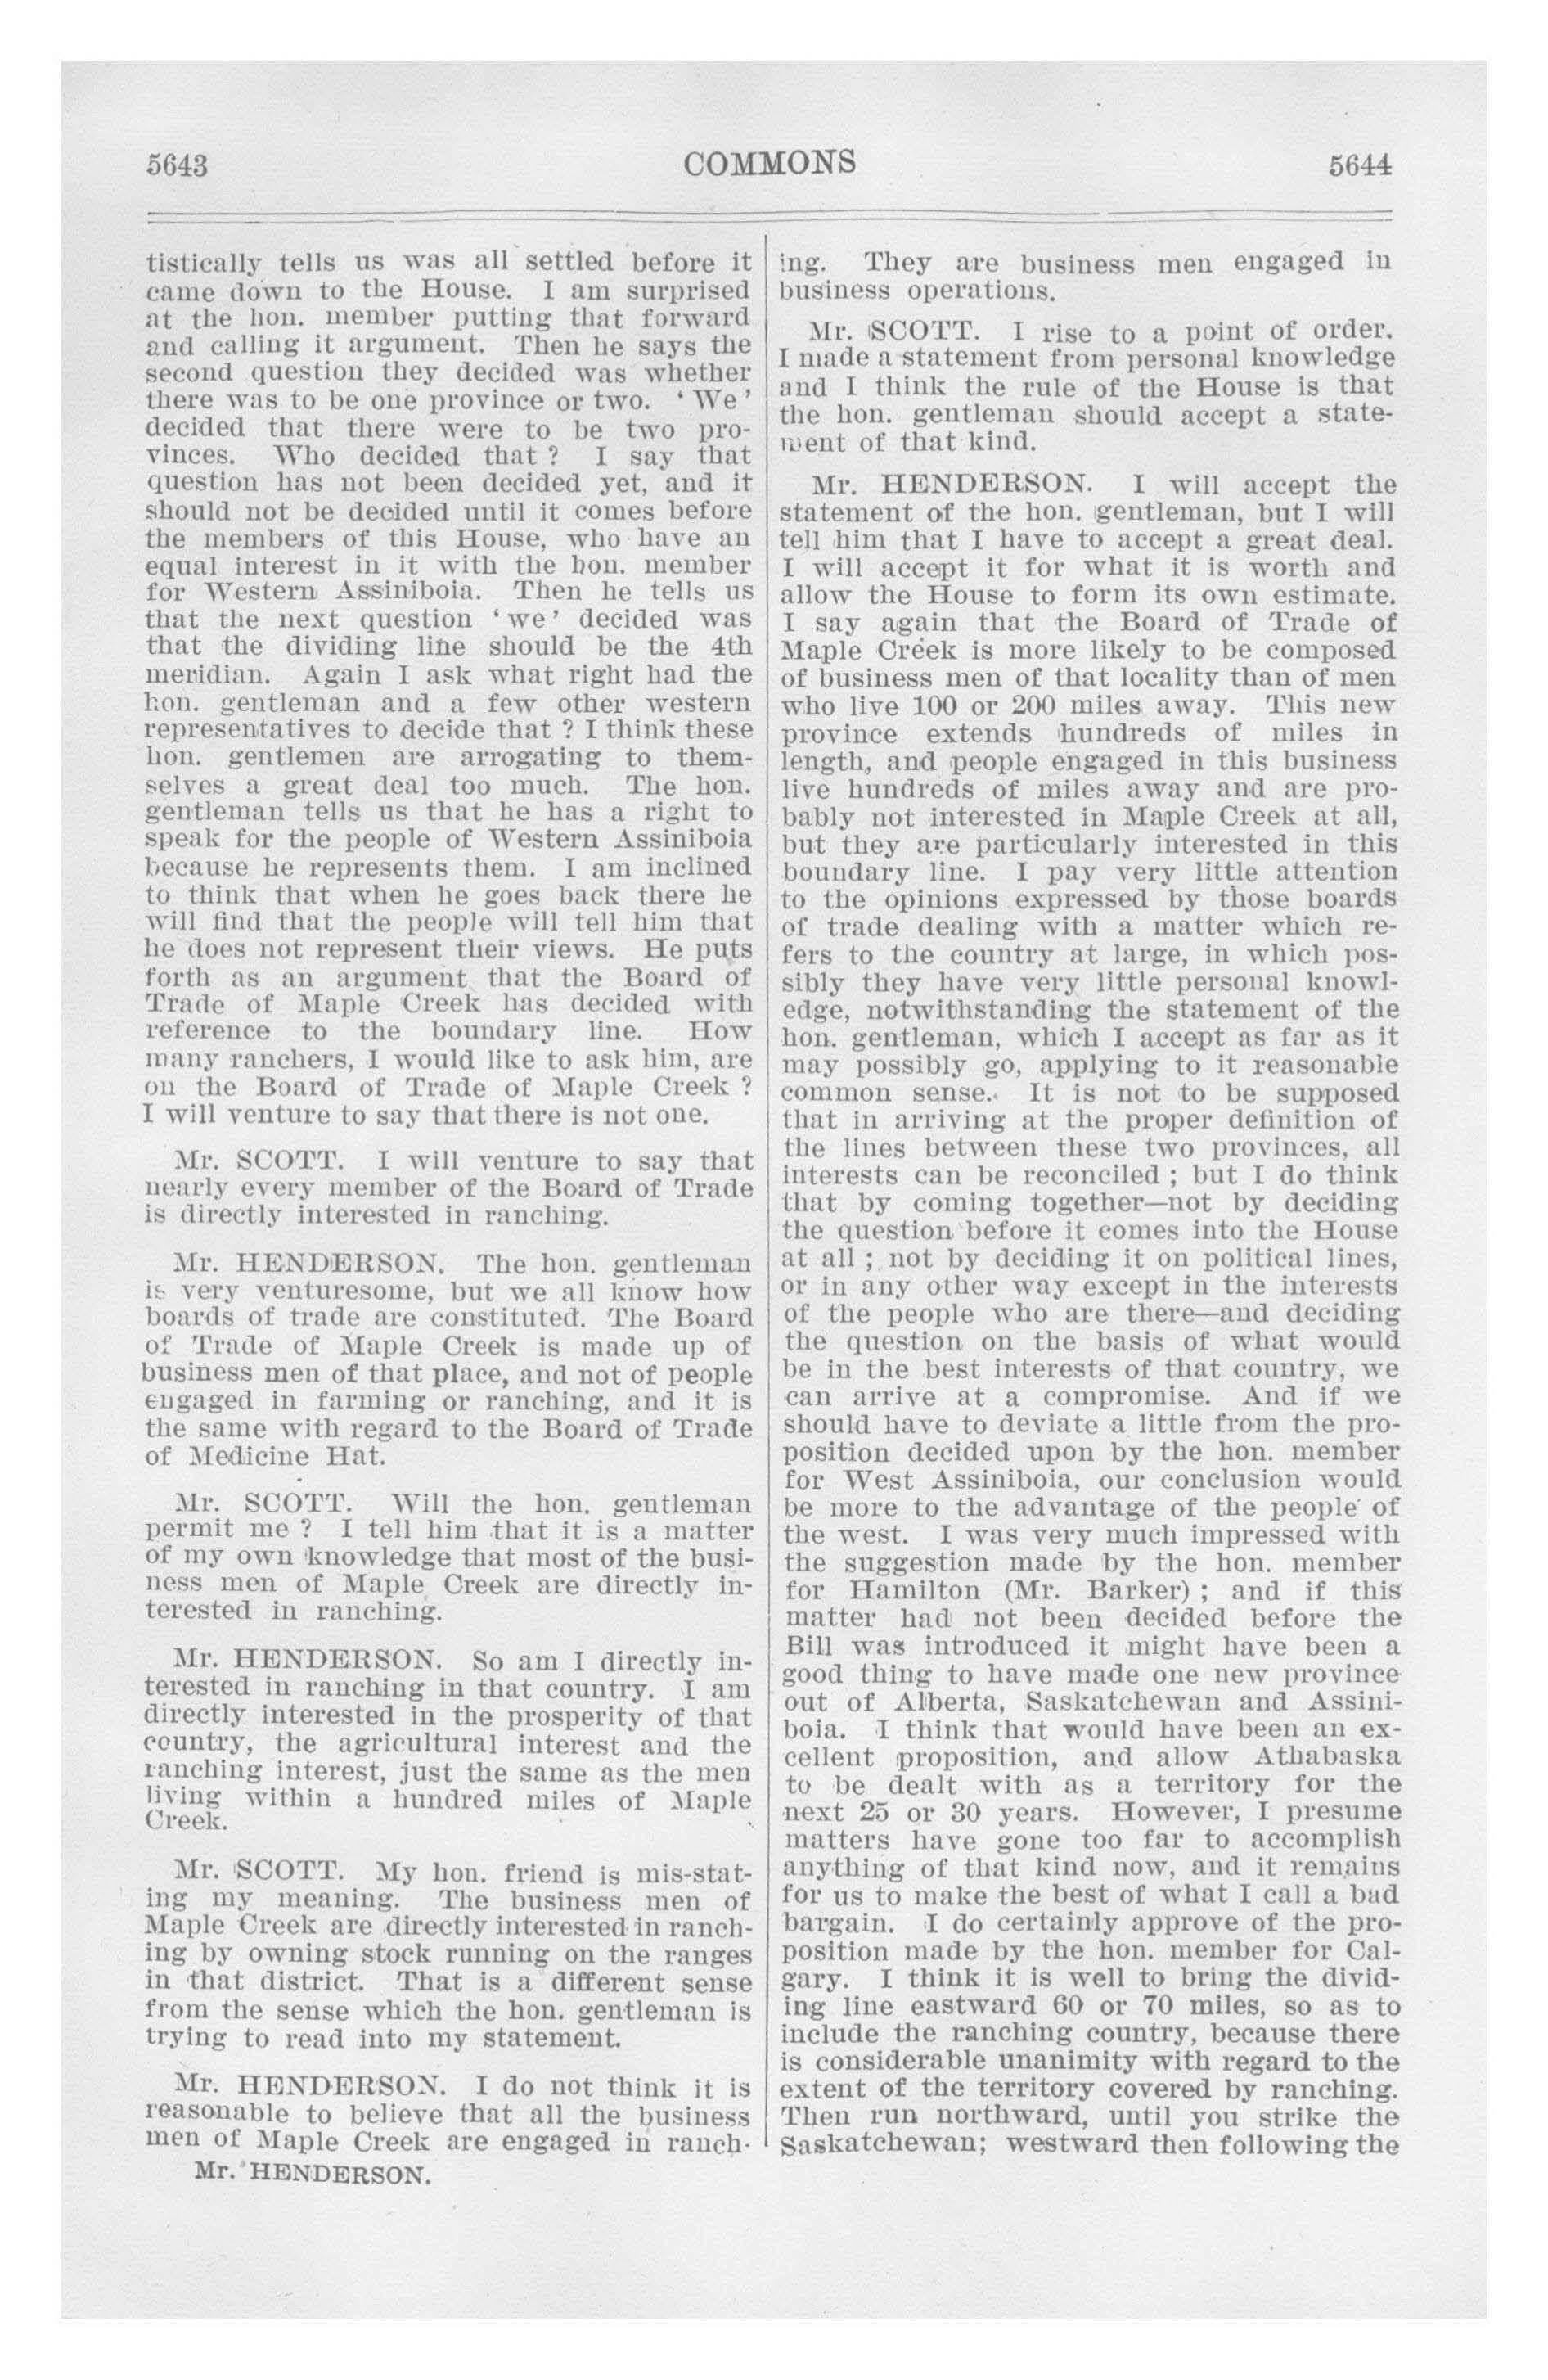 5643
COMMONS
5644
tistically tells us was all settled before it
came down to the House. I am surprised
at the hon. member putting that forward
and calling it argument. Then he says the
second question they decided was whether
there was to be one province or two. ‘ We ’
decided that there were to be two pro-
vinces. Who decided that ? I say that
question has not been decided yet, and it
should not be decided until it comes before
the members of this House, who have an
equal interest in it with the hon. member
for Western Assiniboia. Then he tells us
that the next question ‘ we ’ decided was
that the dividing line should be the 4th
meridian. Again I ask what right had the
hon. gentleman and a few other western
representatives to decide that ? I think these
hon. gentlemen are arrogating to them-
selves a great deal too much. The hon.
gentleman tells us that he has a right to
speak for the people of Western Assiniboia
because he represents them. I am inclined
to think that when he goes back there he
will find that the people will tell him that
he does not represent their views. He puts
forth as an argument that the Board of
Trade of Maple Creek has decided with
reference to the boundary line. How
many ranchers, I would like to ask him, are
on the Board of Trade of Maple Creek ?
I will venture to say that there is not one.
Mr. SCOTT. I will venture to say that
nearly every member of the Board of Trade
is directly interested in ranching.
Mr. HENDERSON. The hon. gentleman
is very venturesome, but we all know how
boards of trade are constituted. The Board
of Trade of Maple Creek is made up of
business men of that place, and not of people
engaged in farming or ranching, and it is
the same with regard to the Board of Trade
of Medicine Hat.
Mr. SCOTT. Will the hon. gentleman
permit me ? I tell him that it is a matter
of my own knowledge that most of the busi-
ness men of Maple Creek are directly in-
terested in ranching.
Mr. HENDERSON. So am I directly in-
terested in ranching in that country. I am
directly interested in the prosperity of that
country, the agricultural interest and the
ranching interest, just the same as the men
living within a hundred miles of Maple
Creek.
Mr. SCOTT. My hon. friend is mis-stat-
ing my meaning. The business men of
Maple Creek are directly interested in ranch-
ing by owning stock running on the ranges
in that district. That is a different sense
from the sense which the hon. gentleman is
trying to read into my statement.
Mr. HENDERSON. I do not think it is
reasonable to believe that all the business
men of Maple Creek are engaged in ranch-
Mr. HENDERSON.
ing. They are business men engaged in
business operations.
Mr. SCOTT. I rise to a point of order.
I made a statement from personal knowledge
and I think the rule of the House is that
the hon. gentleman should accept a state-
ment of that kind.
Mr. HENDERSON. I will accept the
statement of the hon. gentleman, but I will
tell him that I have to accept a great deal.
I will accept it for what it is worth and
allow the House to form its own estimate.
I say again that the Board of Trade of
Maple Creek is more likely to be composed
of business men of that locality than of men
who live 100 or 200 miles away. This new
province extends hundreds of miles in
length, and people engaged in this business
live hundreds of miles away and are pro-
bably not interested in Maple Creek at all,
but they are particularly interested in this
boundary line. I pay very little attention
to the opinions expressed by those boards
of trade dealing with a matter which re-
fers to the country at large, in which pos-
sibly they have very little personal knowl-
edge, notwithstanding the statement of the
hon. gentleman, which I accept as far as it
may possibly go, applying to it reasonable
common sense. It is not to be supposed
that in arriving at the proper definition of
the lines between these two provinces, all
interests can be reconciled ; but I do think
that by coming together—not by deciding
the question before it comes into the House
at all ; not by deciding it on political lines,
or in any other way except in the interests
of the people who are there—and deciding
the question on the basis of what would
be in the best interests of that country, we
can arrive at a compromise. And if we
should have to deviate a little from the pro-
position decided upon by the hon. member
for West Assiniboia, our conclusion would
be more to the advantage of the people of
the west. I was very much impressed with
the suggestion made by the hon. member
for Hamilton (Mr. Barker) ; and if this
matter had not been decided before the
Bill was introduced it might have been a
good thing to have made one new province
out of Alberta, Saskatchewan and Assini-
boia. I think that would have been an ex-
cellent proposition, and allow Athabaska
to be dealt with as a territory for the
next 25 or 30 years. However, I presume
matters have gone too far to accomplish
anything of that kind now, and it remains
for us to make the best of what I call a bad
bargain. I do certainly approve of the pro-
position made by the hon. member for Cal-
gary. I think it is well to bring the divid-
ing line eastward 60 or 70 miles, so as to
include the ranching country, because there
is considerable unanimity with regard to the
extent of the territory covered by ranching.
Then run northward, until you strike the
Saskatchewan; westward then following the